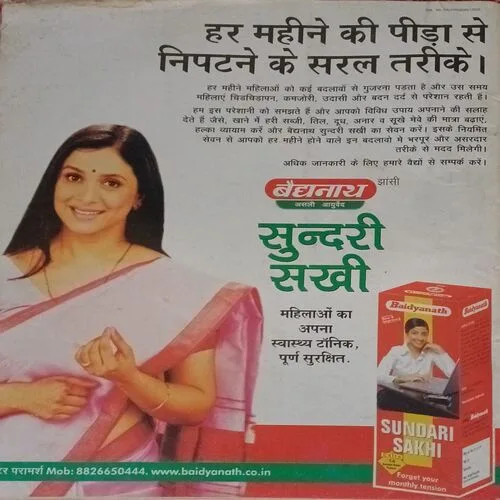 हर महीने की पीड़ा से
निपटने के सरल तरीके।
हर महीने महिलाओं को कई बदलावों से गुजरना पड़ता है और उस समय
महिलाएं चिडचिडापन, कमजोरी, उदासी और बदन दर्द से परेशान रहती हैं।
हम इस परेशानी को समझते हैं और आपको विविध उपाय अपनाने की सलाह
देते हैं जैसे, खाने में हरी सब्जी, तिल, दूध, अनार व सूखे मेवे की मात्रा बढ़ाएं,
हल्का व्यायाम करें और बैद्यनाथ सुन्दरी सखी का सेवन करें। इसके नियमित
सेवन से आपको हर महीने होने वाले इन बदलावो मे भरपूर और असरदार
तरीके से मदद मिलेगी।
अधिक जानकारी के लिए हमारे वैद्यों से सम्पर्क करें।
बैद्यनाथ झांसी
असली आयुर्वेद
सुन्दरी
सखी
महिलाओं का
अपना
स्वास्थ्य टॉनिक,
पूर्ण सुरक्षित.
Baidyanath
Baidyanath
SUNDARI
SAKHI
Forget your
monthly tension
टर परामर्श Mob: 8826650444. www.baidyanath.co.in